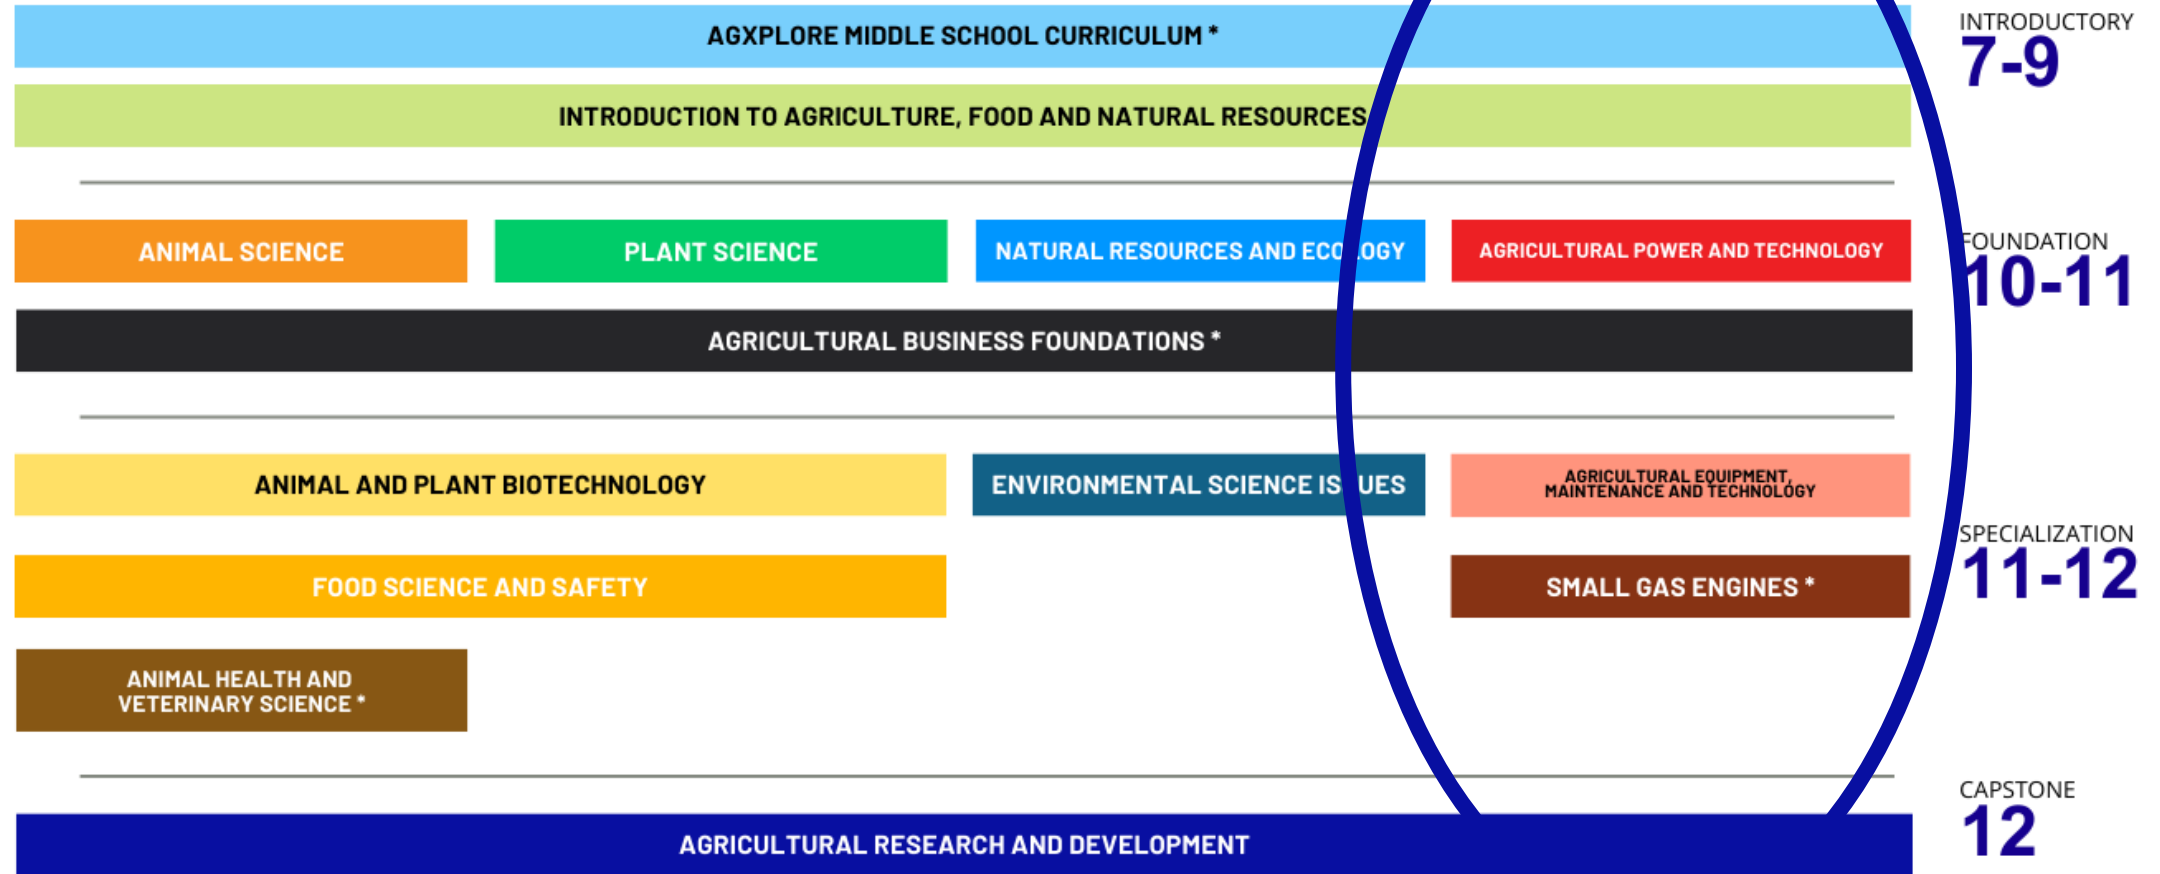 AGXPLORE MIDDLE SCHOOL CURRICULUM *
INTRODUCTORY
7-9
INTRODUCTION TO AGRICULTURE, FOOD AND NATURAL RESOURCES
ANIMAL SCIENCE
PLANT SCIENCE
NATURAL RESOURCES AND ECOLOGY
AGRICULTURAL POWER AND TECHNOLOGY
FOUNDATION
10-11
AGRICULTURAL BUSINESS FOUNDATIONS *
ANIMAL AND PLANT BIOTECHNOLOGY
ENVIRONMENTAL SCIENCE ISSUES
AGRICULTURAL EQUIPMENT,
MAINTENANCE AND TECHNOLOGY
SPECIALIZATION
11-12
FOOD SCIENCE AND SAFETY
SMALL GAS ENGINES *
ANIMAL HEALTH AND
VETERINARY SCIENCE *
CAPSTONE
12
AGRICULTURAL RESEARCH AND DEVELOPMENT